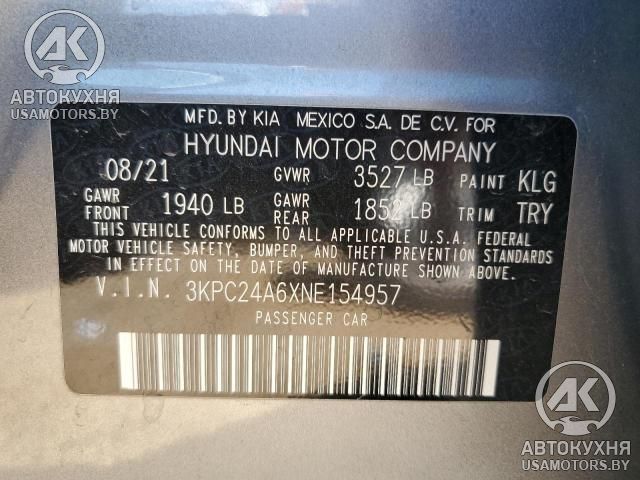 АК
АВТОКУХНЯ
USAMOTORS.BY
MFD. BY KIA MEXICO S.A. DE C.V. FOR
HYUNDAI MOTOR COMPANY
08/21 GVWR 3527 LB PAINT KLG
GAWR FRONT 1940 LB GAWR REAR 1852 LB TRIM TRY
THIS VEHICLE CONFORMS TO ALL APPLICABLE U.S.A. FEDERAL
MOTOR VEHICLE SAFETY, BUMPER, AND THEFT PREVENTION STANDARDS
IN EFFECT ON THE DATE OF MANUFACTURE SHOWN ABOVE.
V.I.N. 3KPC24A6XNE154957
PASSENGER CAR
АК
АВТОКУХНЯ
USAMOTORS.BY